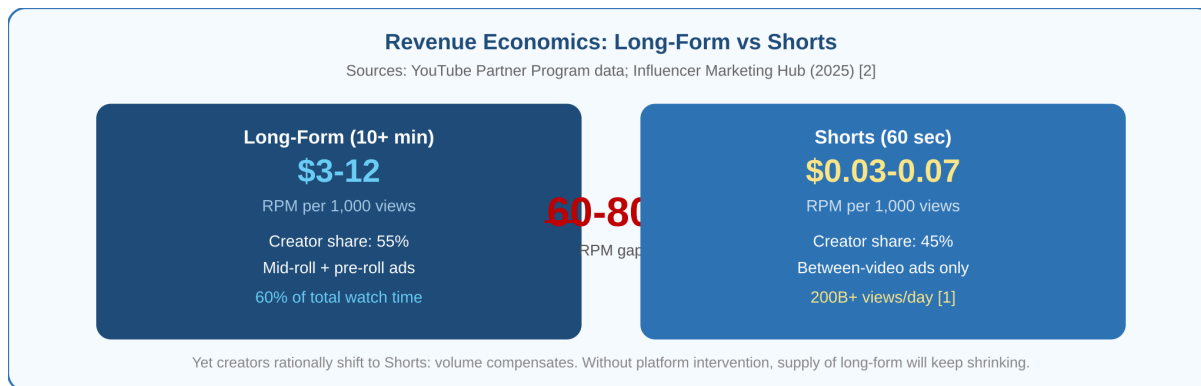 Revenue Economics: Long-Form vs Shorts
Sources: YouTube Partner Program data; Influencer Marketing Hub (2025) [2]
Long-Form (10+ min)
$3-12
RPM per 1,000 views
Creator share: 55%
Mid-roll + pre-roll ads
60% of total watch time
60-80
RPM gap
Shorts (60 sec)
$0.03-0.07
RPM per 1,000 views
Creator share: 45%
Between-video ads only
200B+ views/day [1]
Yet creators rationally shift to Shorts: volume compensates. Without platform intervention, supply of long-form will keep shrinking.